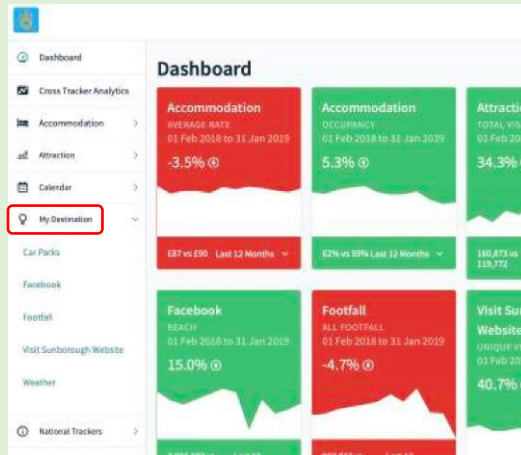 Dashboard
Cross Tracker Analytics
Accommodation
Attraction
Calendar
My Destination
Car Parks
Facebook
Footfall
Visit Sunborough Website
Weather
National Trackers
Dashboard
Accommodation
AVERAGE RATE
01 Feb 2018 to 31 Jan 2019
-3.5%
£87 vs £90 Last 12 Months
Accommodation
OCCUPANCY
01 Feb 2018 to 31 Jan 2019
5.3%
62% vs 59% Last 12 Months
Attracti
TOTAL VIS
01 Feb 20
34.3%
160,873 vs
119,772
Facebook
REACH
01 Feb 2018 to 31 Jan 2019
15.0%
Footfall
ALL FOOTFALL
01 Feb 2018 to 31 Jan 2019
-4.7%
Visit Sun
Website
UNIQUE VI
01 Feb 20
40.7%